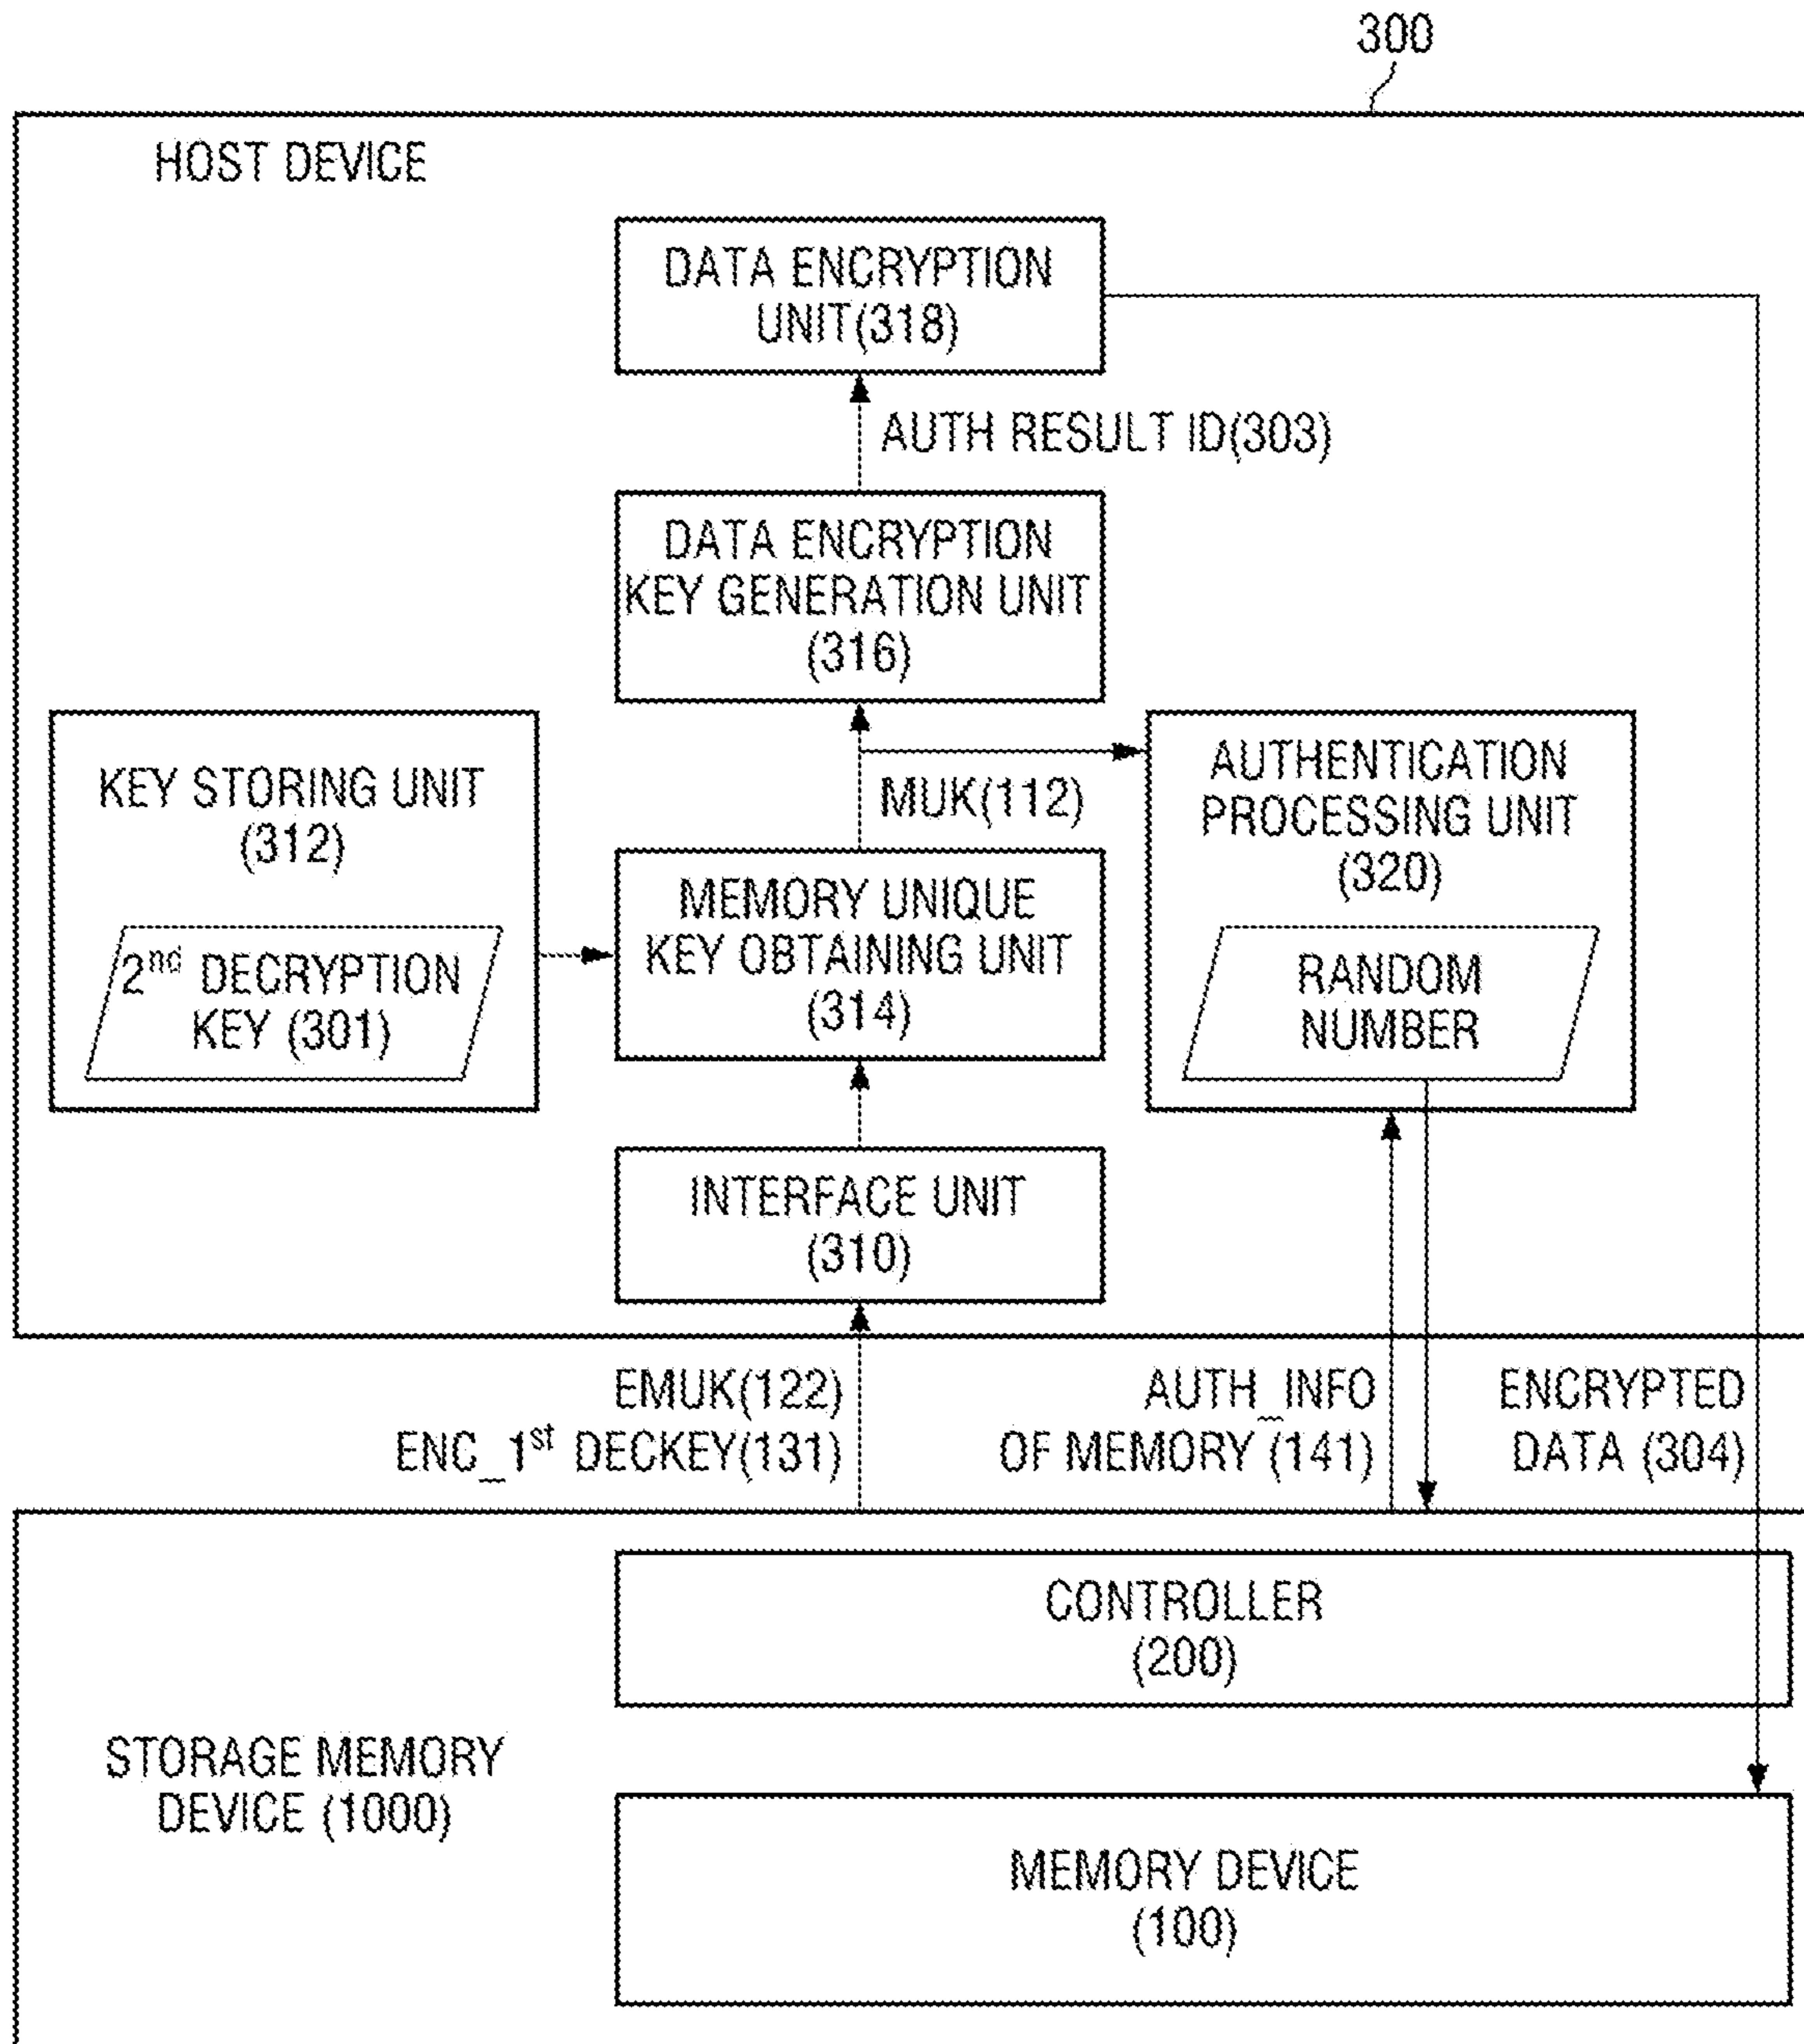 300
HOST DEVICE
DATA ENCRYPTION
UNIT(318)
AUTH RESULT ID(303)
DATA ENCRYPTION
KEY GENERATION UNIT
(316)
KEY STORING UNIT
(312)
2nd DECRYPTION
KEY (301)
MUK(112)
MEMORY UNIQUE
KEY OBTAINING UNIT
(314)
AUTHENTICATION
PROCESSING UNIT
(320)
RANDOM
NUMBER
INTERFACE UNIT
(310)
EMUK(122)
ENC_1st DECKEY(131)
AUTH_INFO
OF MEMORY (141)
ENCRYPTED
DATA (304)
CONTROLLER
(200)
STORAGE MEMORY
DEVICE (1000)
MEMORY DEVICE
(100)